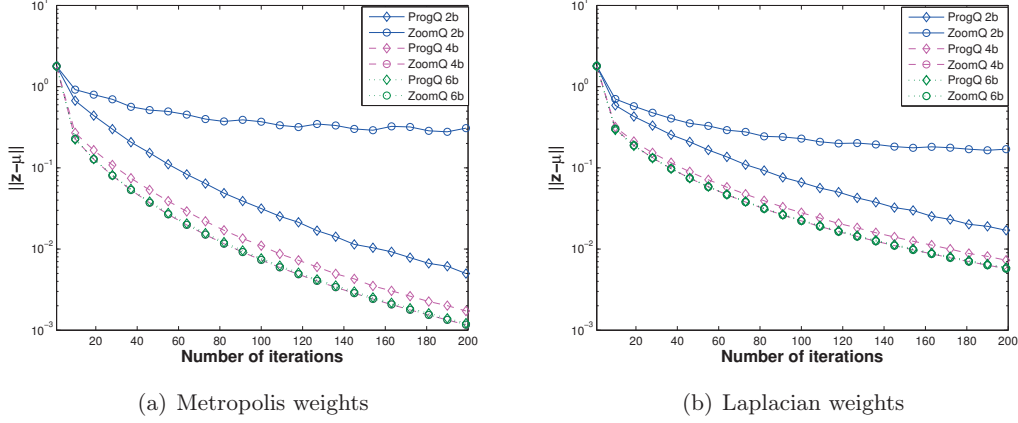 10^1
10^0
10^-1
10^-2
10^-3
||z-μ||
20 40 60 80 100 120 140 160 180 200
Number of iterations
ProgQ 2b
ZoomQ 2b
ProgQ 4b
ZoomQ 4b
ProgQ 6b
ZoomQ 6b
(a) Metropolis weights
10^1
10^0
10^-1
10^-2
10^-3
||z-μ||
20 40 60 80 100 120 140 160 180 200
Number of iterations
ProgQ 2b
ZoomQ 2b
ProgQ 4b
ZoomQ 4b
ProgQ 6b
ZoomQ 6b
(b) Laplacian weights